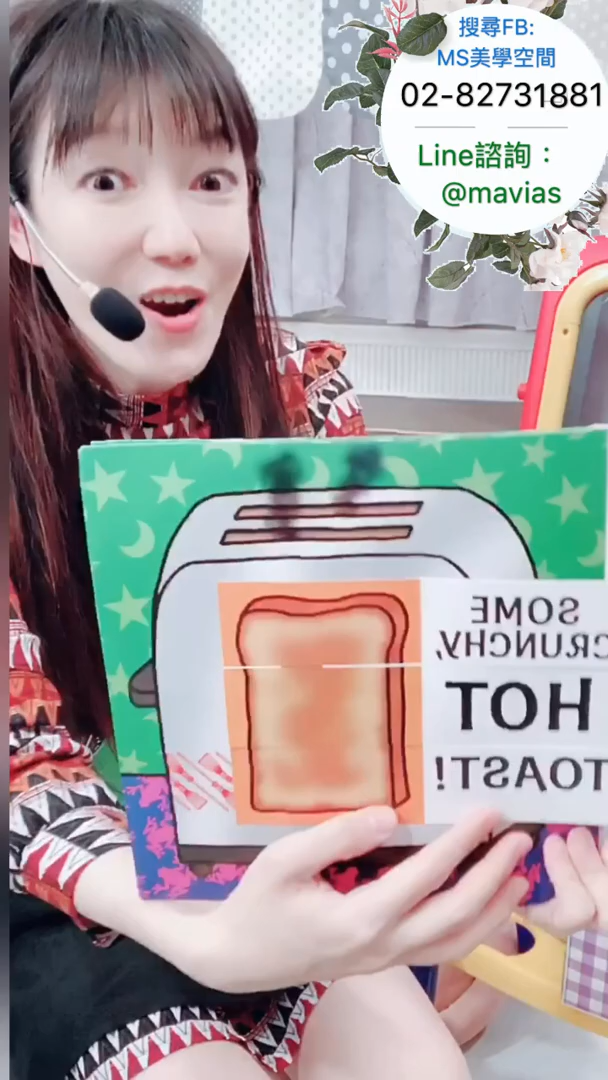 搜尋FB:
MS美學空間
02-82731881
Line諮詢：
@mavias
SOME
CRUNCHY,
HOT
TOAST!